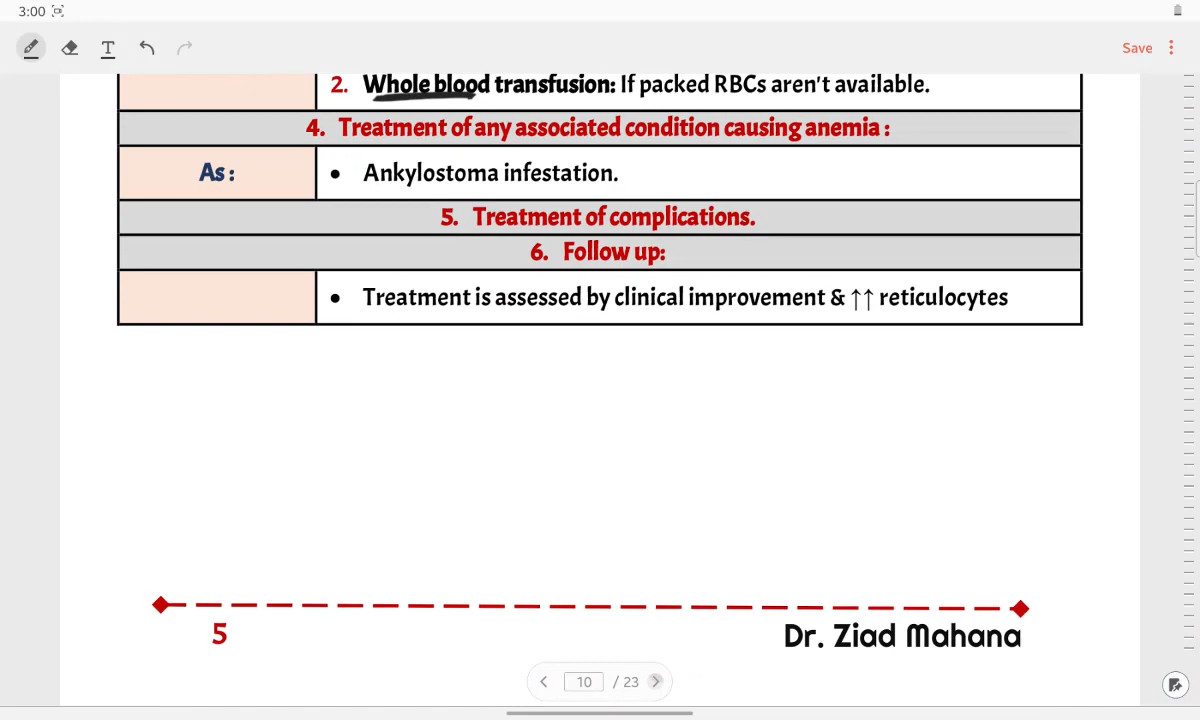 3:00
T
Save
2. Whole blood transfusion: If packed RBCs aren't available.
4. Treatment of any associated condition causing anemia :
As :
• Ankylostoma infestation.
5. Treatment of complications.
6. Follow up:
• Treatment is assessed by clinical improvement & ↑↑ reticulocytes
5
Dr. Ziad Mahana
10 / 23